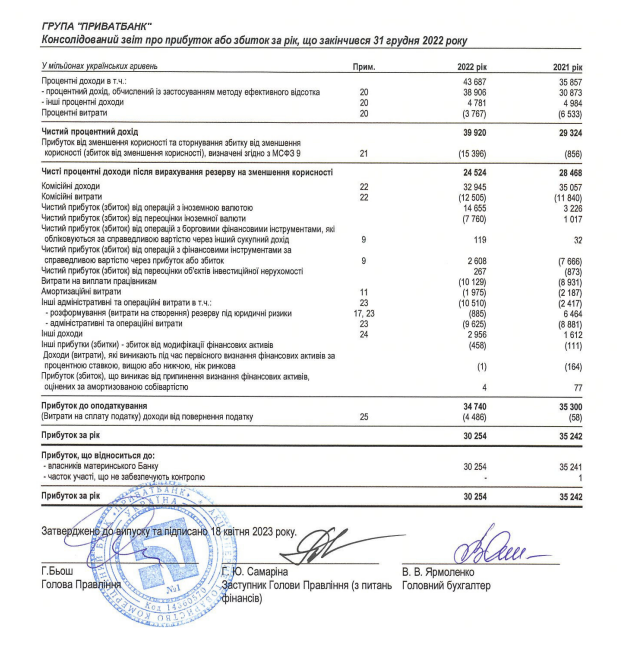 ГРУПА "ПРИВАТБАНК"
Консолідований звіт про прибуток або збиток за рік, що закінчився 31 грудня 2022 року
У мільйонах українських гривень Прим. 2022 рік 2021 рік
Процентні доходи в т.ч.: 43 687 35 857
- процентний дохід, обчислений із застосуванням методу ефективного відсотка 20 38 906 30 873
- інші процентні доходи 20 4 781 4 984
Процентні витрати 20 (3 767) (6 533)
Чистий процентний дохід 39 920 29 324
Прибуток від зменшення корисності та сторнування збитку від зменшення
корисності (збиток від зменшення корисності), визначені згідно з МСФЗ 9 21 (15 396) (856)
Чисті процентні доходи після вирахування резерву на зменшення корисності 24 524 28 468
Комісійні доходи 22 32 945 35 057
Комісійні витрати 22 (12 505) (11 840)
Чистий прибуток (збиток) від операцій з іноземною валютою 14 655 3 226
Чистий прибуток (збиток) від переоцінки іноземної валюти (7 760) 1 017
Чистий прибуток (збиток) від операцій з борговими фінансовими інструментами, які
обліковуються за справедливою вартістю через інший сукупний дохід 9 119 32
Чистий прибуток (збиток) від операцій з фінансовими інструментами за
справедливою вартістю через прибуток або збиток 9 2 608 (7 666)
Чистий прибуток (збиток) від переоцінки об'єктів інвестиційної нерухомості 267 (873)
Витрати на виплати працівникам (10 129) (8 931)
Амортизаційні витрати 11 (1 975) (2 187)
Інші адміністративні та операційні витрати в т.ч.: 23 (10 510) (2 417)
- розформування (витрати на створення) резерву під юридичні ризики 17, 23 (885) 6 464
- адміністративні та операційні витрати 23 (9 625) (8 881)
Інші доходи 24 2 956 1 612
Інші прибутки (збитки) - збиток від модифікації фінансових активів (458) (111)
Доходи (витрати), які виникають під час первісного визнання фінансових активів за
процентною ставкою, вищою або нижчою, ніж ринкова (1) (164)
Прибуток (збиток), що виникає від припинення визнання фінансових активів,
оцінених за амортизованою собівартістю 4 77
Прибуток до оподаткування 34 740 35 300
(Витрати на сплату податку) доходи від повернення податку 25 (4 486) (58)
Прибуток за рік 30 254 35 242
Прибуток, що відноситься до:
- власників материнського Банку 30 254 35 241
- часток участі, що не забезпечують контролю - 1
Прибуток за рік 30 254 35 242
Затверджено до випуску та підписано 18 квітня 2023 року.
Г.Бьош Г. Ю. Самаріна В. В. Ярмоленко
Голова Правління Заступник Голови Правління (з питань фінансів) Головний бухгалтер
ПРИВАТБАНК
УКРАЇНА
№1
Код 14360570